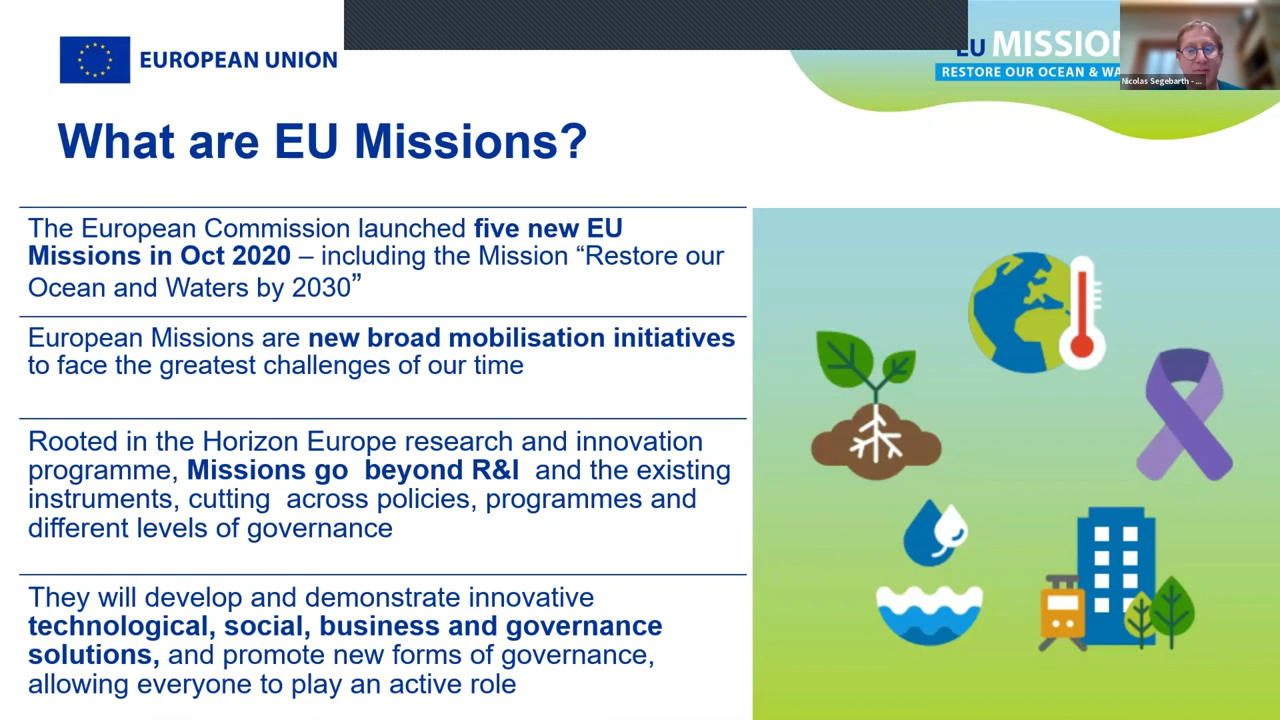 EUROPEAN UNION
EU MISSION
RESTORE OUR OCEAN & WA
Nicolas Segebarth - ...
What are EU Missions?
The European Commission launched five new EU
Missions in Oct 2020 – including the Mission “Restore our
Ocean and Waters by 2030”
European Missions are new broad mobilisation initiatives
to face the greatest challenges of our time
Rooted in the Horizon Europe research and innovation
programme, Missions go beyond R&I and the existing
instruments, cutting across policies, programmes and
different levels of governance
They will develop and demonstrate innovative
technological, social, business and governance
solutions, and promote new forms of governance,
allowing everyone to play an active role